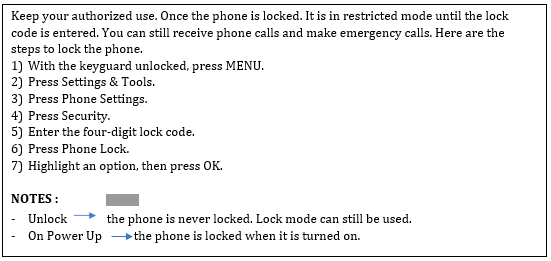 Keep your authorized use. Once the phone is locked. It is in restricted mode until the lock
code is entered. You can still receive phone calls and make emergency calls. Here are the
steps to lock the phone.
1) With the keyguard unlocked, press MENU.
2) Press Settings & Tools.
3) Press Phone Settings.
4) Press Security.
5) Enter the four-digit lock code.
6) Press Phone Lock.
7) Highlight an option, then press OK.
NOTES :
- Unlock → the phone is never locked. Lock mode can still be used.
- On Power Up → the phone is locked when it is turned on.